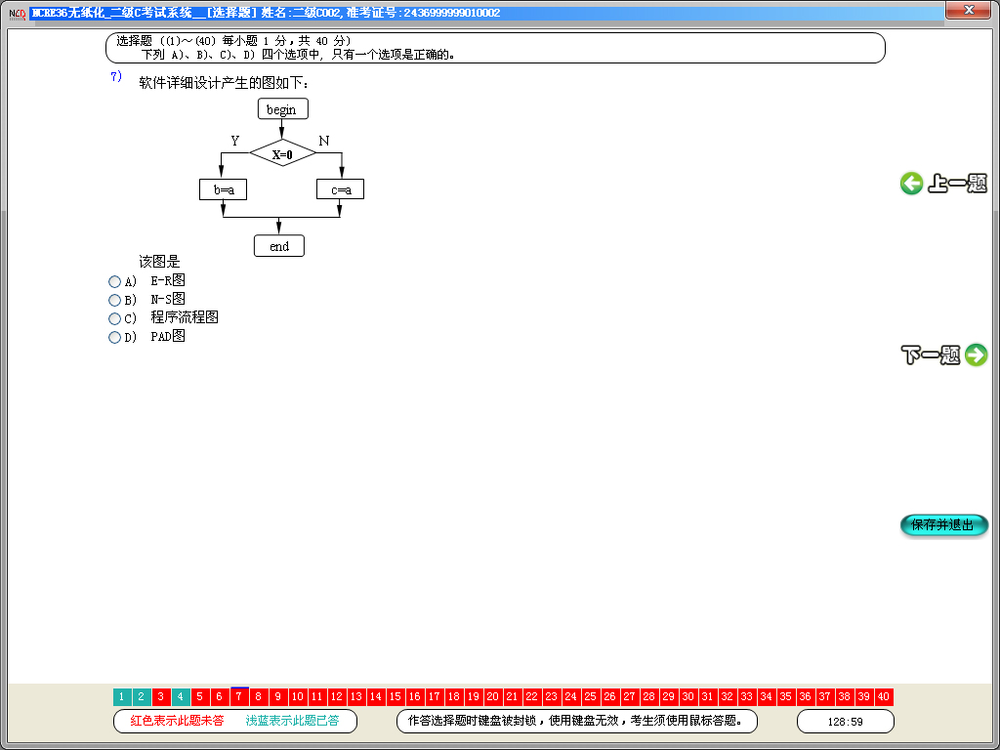 NCRE36无纸化_二级C考试系统__[选择题] 姓名:二级C002,准考证号:2436999999010002
选择题 ((1)～(40) 每小题 1 分，共 40 分)
下列 A)、B)、C)、D) 四个选项中, 只有一个选项是正确的。
7)
软件详细设计产生的图如下：
begin
Y
N
X=0
b=a
c=a
end
该图是
A) E-R图
B) N-S图
C) 程序流程图
D) PAD图
上一题
下一题
保存并退出
1 2 3 4 5 6 7 8 9 10 11 12 13 14 15 16 17 18 19 20 21 22 23 24 25 26 27 28 29 30 31 32 33 34 35 36 37 38 39 40
红色表示此题未答 浅蓝表示此题已答
作答选择题时键盘被封锁，使用键盘无效，考生须使用鼠标答题。
128:59